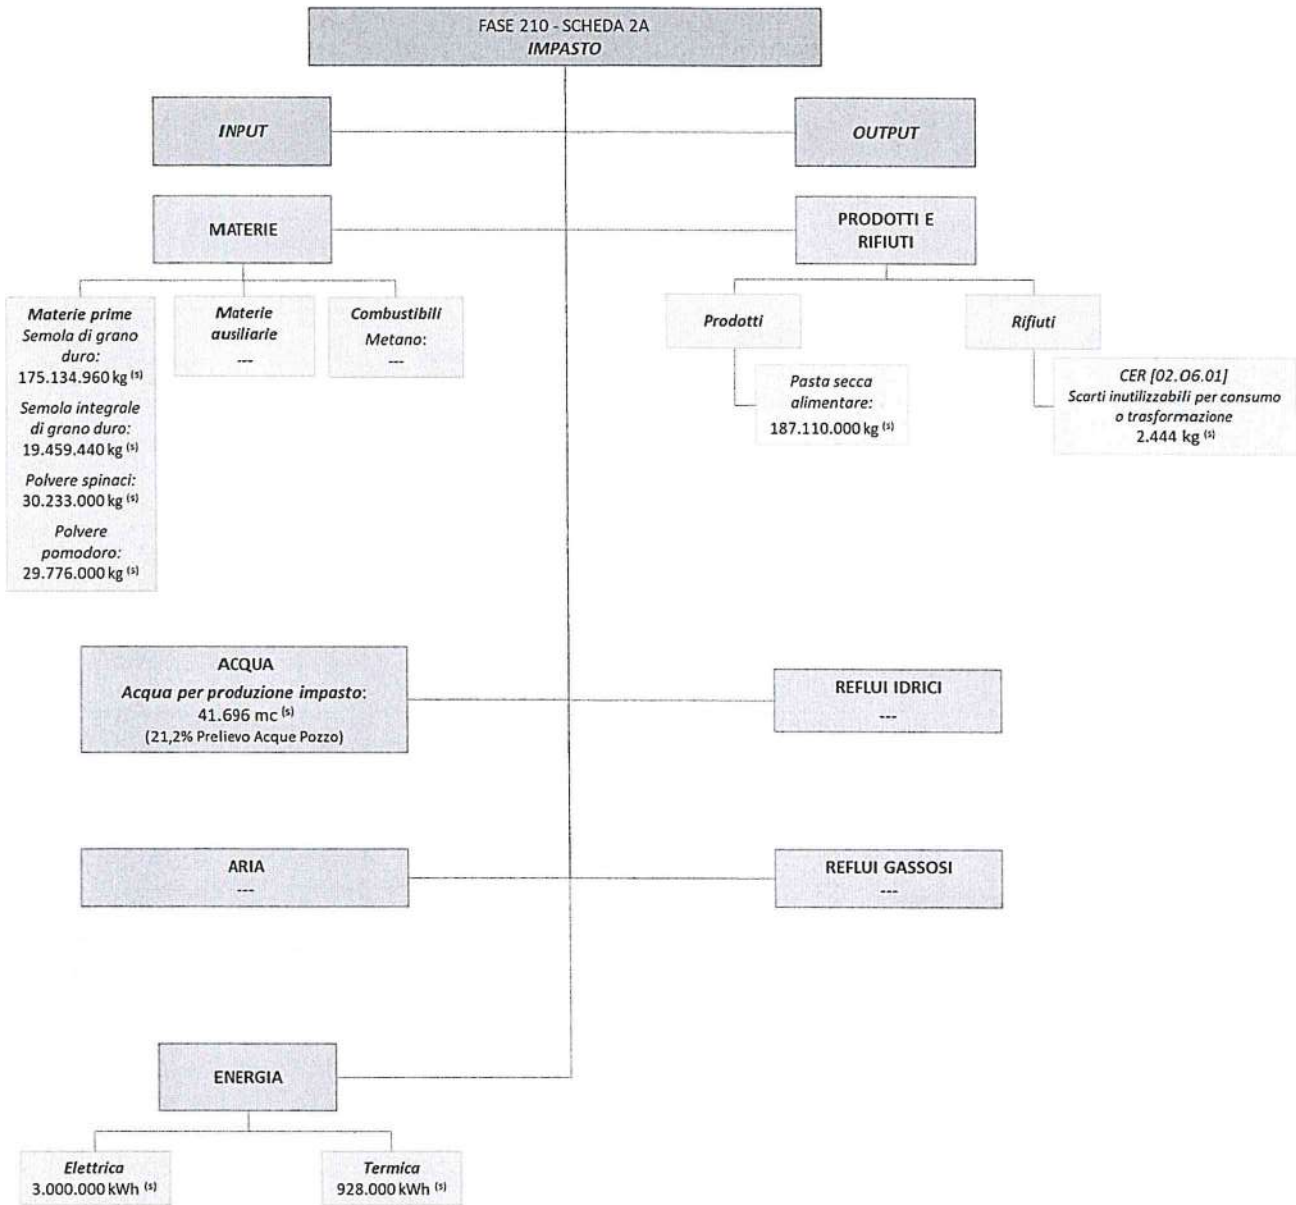 FASE 210 - SCHEDA 2A
IMPASTO
INPUT
OUTPUT
MATERIE
PRODOTTI E
RIFIUTI
Materie prime
Semola di grano
duro:
175.134.960 kg (s)
Semola integrale
di grano duro:
19.459.440 kg (s)
Polvere spinaci:
30.233.000 kg (s)
Polvere
pomodoro:
29.776.000 kg (s)
Materie
ausiliarie
---
Combustibili
Metano:
---
Prodotti
Pasta secca
alimentare:
187.110.000 kg (s)
Rifiuti
CER [02.O6.01]
Scarti inutilizzabili per consumo
o trasformazione
2.444 kg (s)
ACQUA
Acqua per produzione impasto:
41.696 mc (s)
(21,2% Prelievo Acque Pozzo)
REFLUI IDRICI
---
ARIA
---
REFLUI GASSOSI
---
ENERGIA
Elettrica
3.000.000 kWh (s)
Termica
928.000 kWh (s)